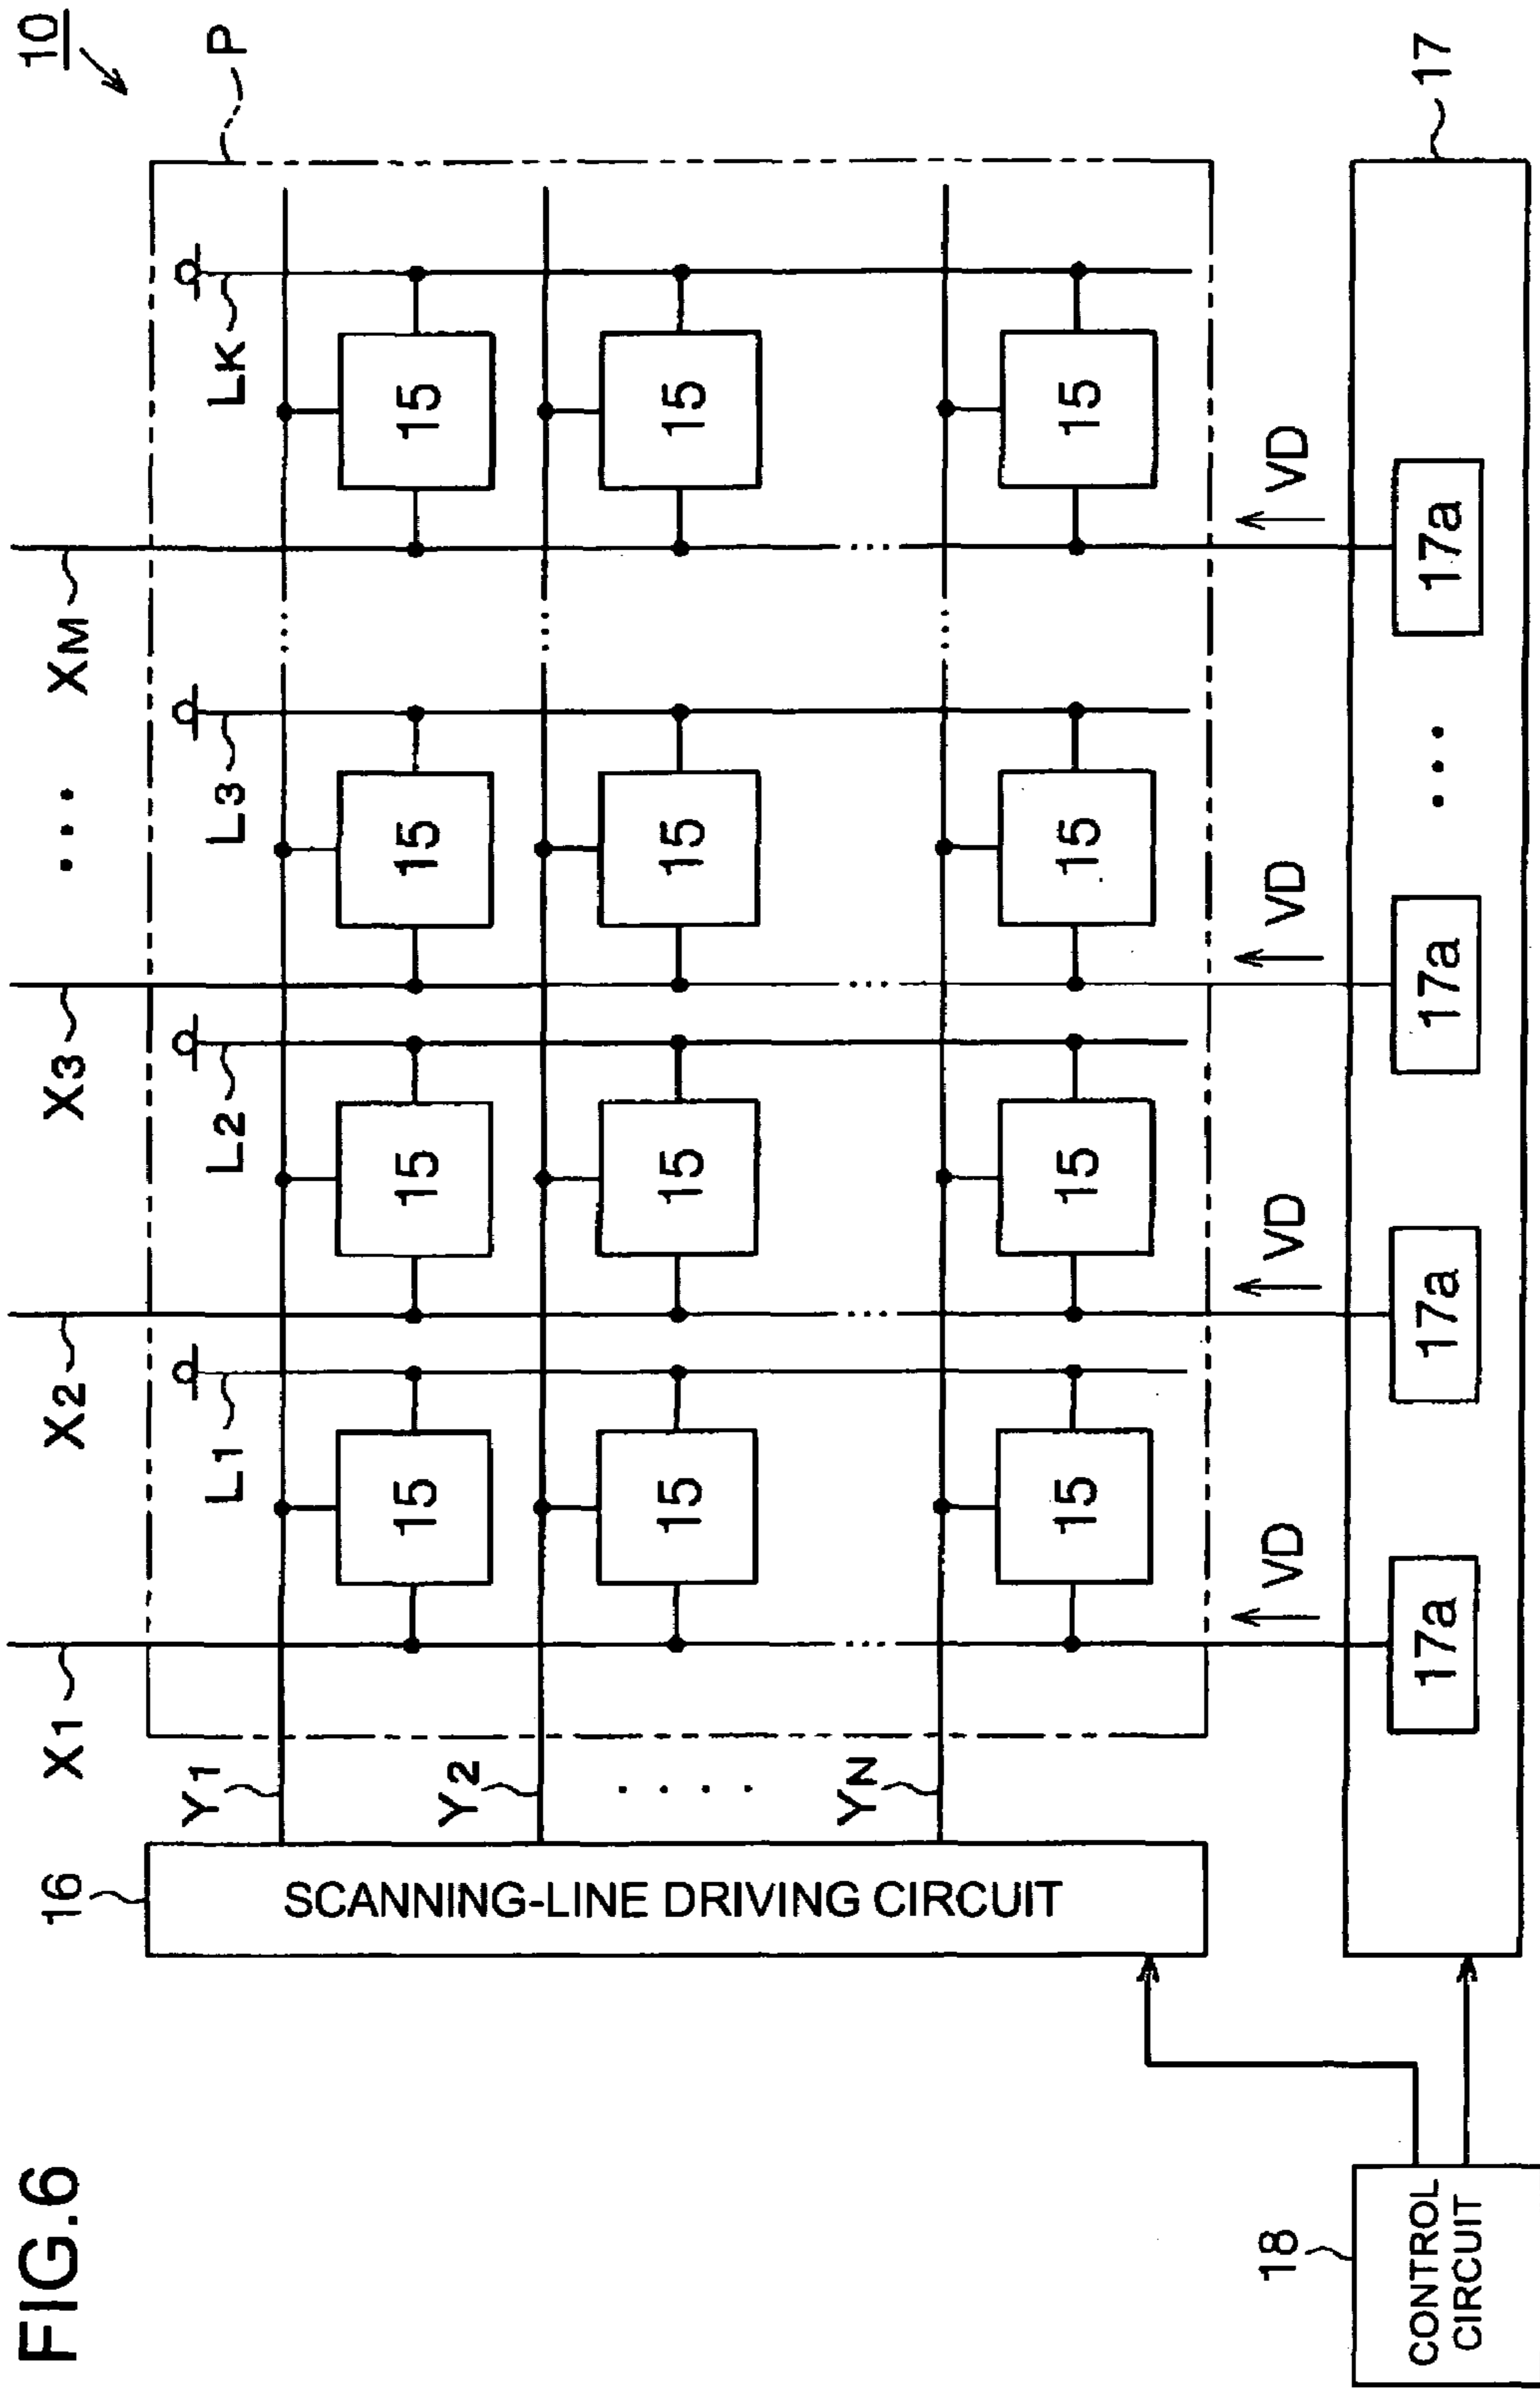 FIG.6
10
X1
X2
X3
...
XM
P
16
Y1
L1
L2
L3
LK
...
15
15
15
15
SCANNING-LINE DRIVING CIRCUIT
Y2
...
15
15
15
15
....
...
...
...
...
YN
...
15
15
15
15
VD
VD
VD
VD
18
CONTROL
CIRCUIT
17a
17a
17a
...
17a
17